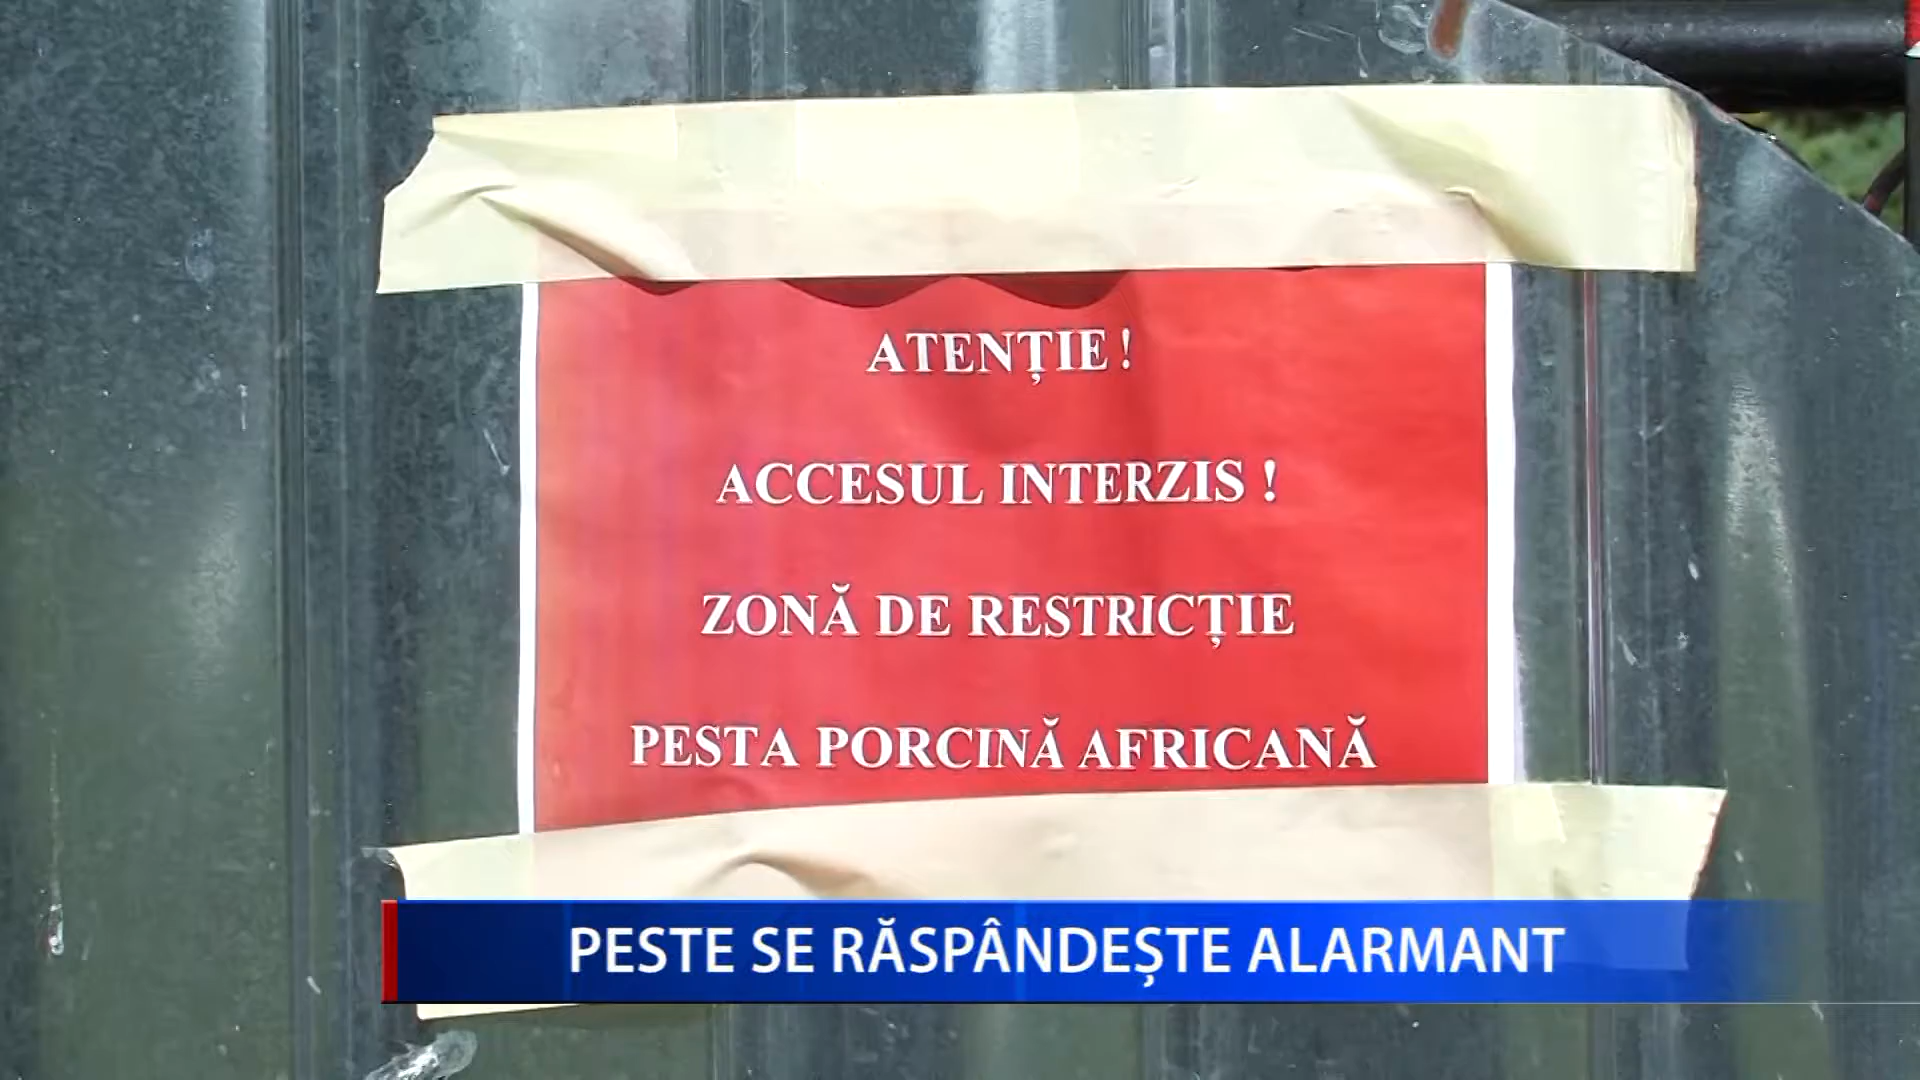 ATENȚIE !
ACCESUL INTERZIS !
ZONĂ DE RESTRICȚIE
PESTA PORCINĂ AFRICANĂ
PESTE SE RĂSPÂNDEȘTE ALARMANT